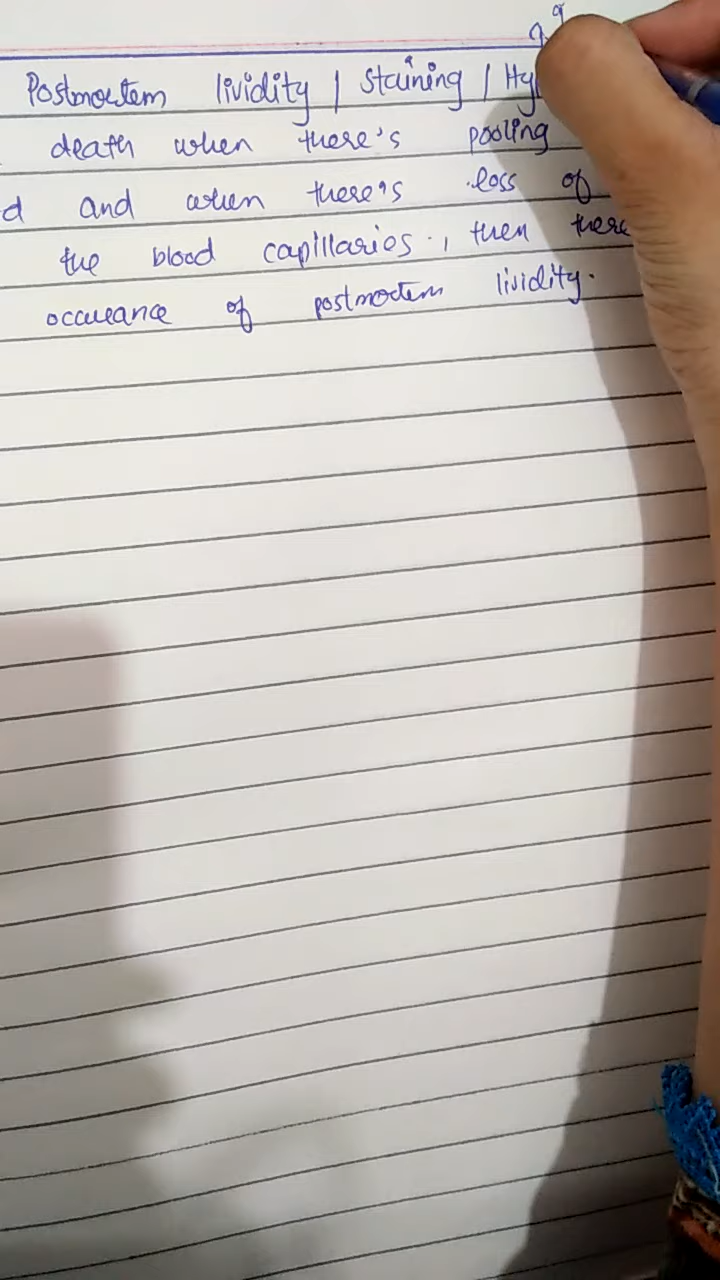 Postmortem lividity / Staining / Hy
death when there's pooling
d and when there's loss of
the blood capillaries, then there
occurance of postmortem lividity.